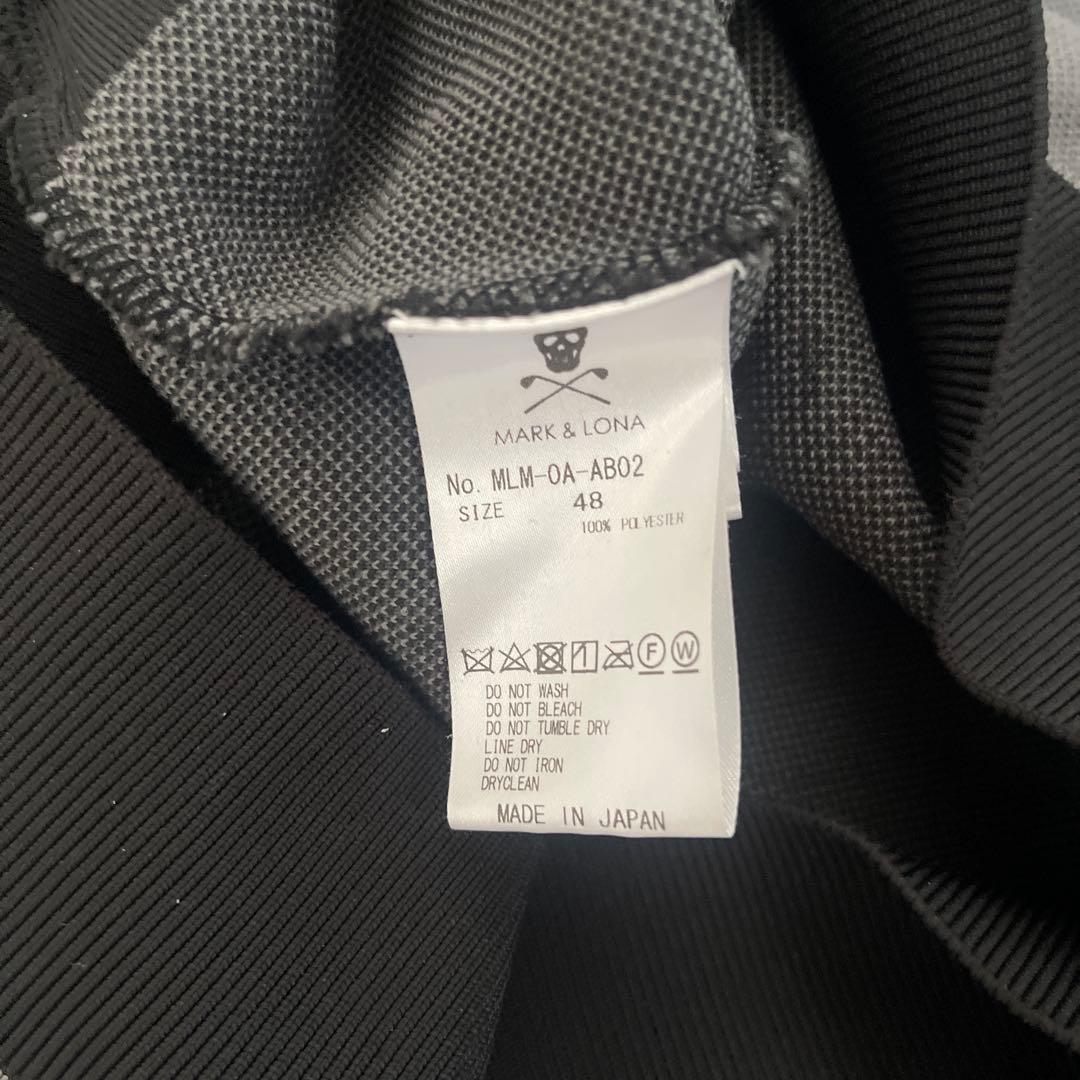 MARK & LONA
No. MLM-OA-AB02
SIZE 48
100% POLYESTER
F W
DO NOT WASH
DO NOT BLEACH
DO NOT TUMBLE DRY
LINE DRY
DO NOT IRON
DRYCLEAN
MADE IN JAPAN